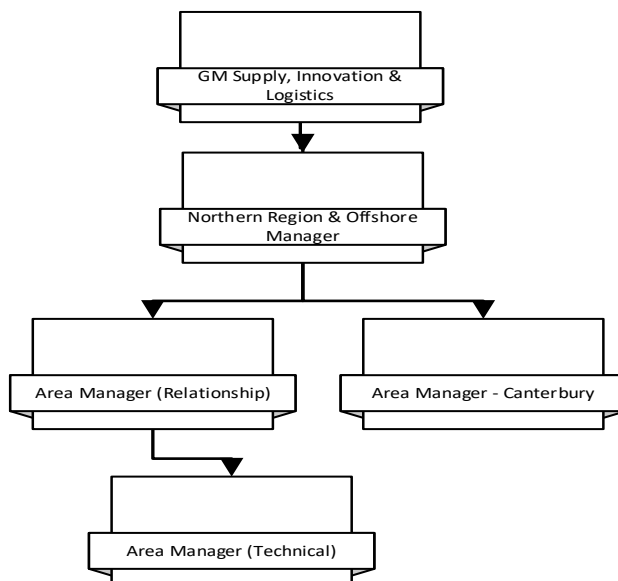 GM Supply, Innovation &
Logistics
Northern Region & Offshore
Manager
Area Manager (Relationship)
Area Manager - Canterbury
Area Manager (Technical)